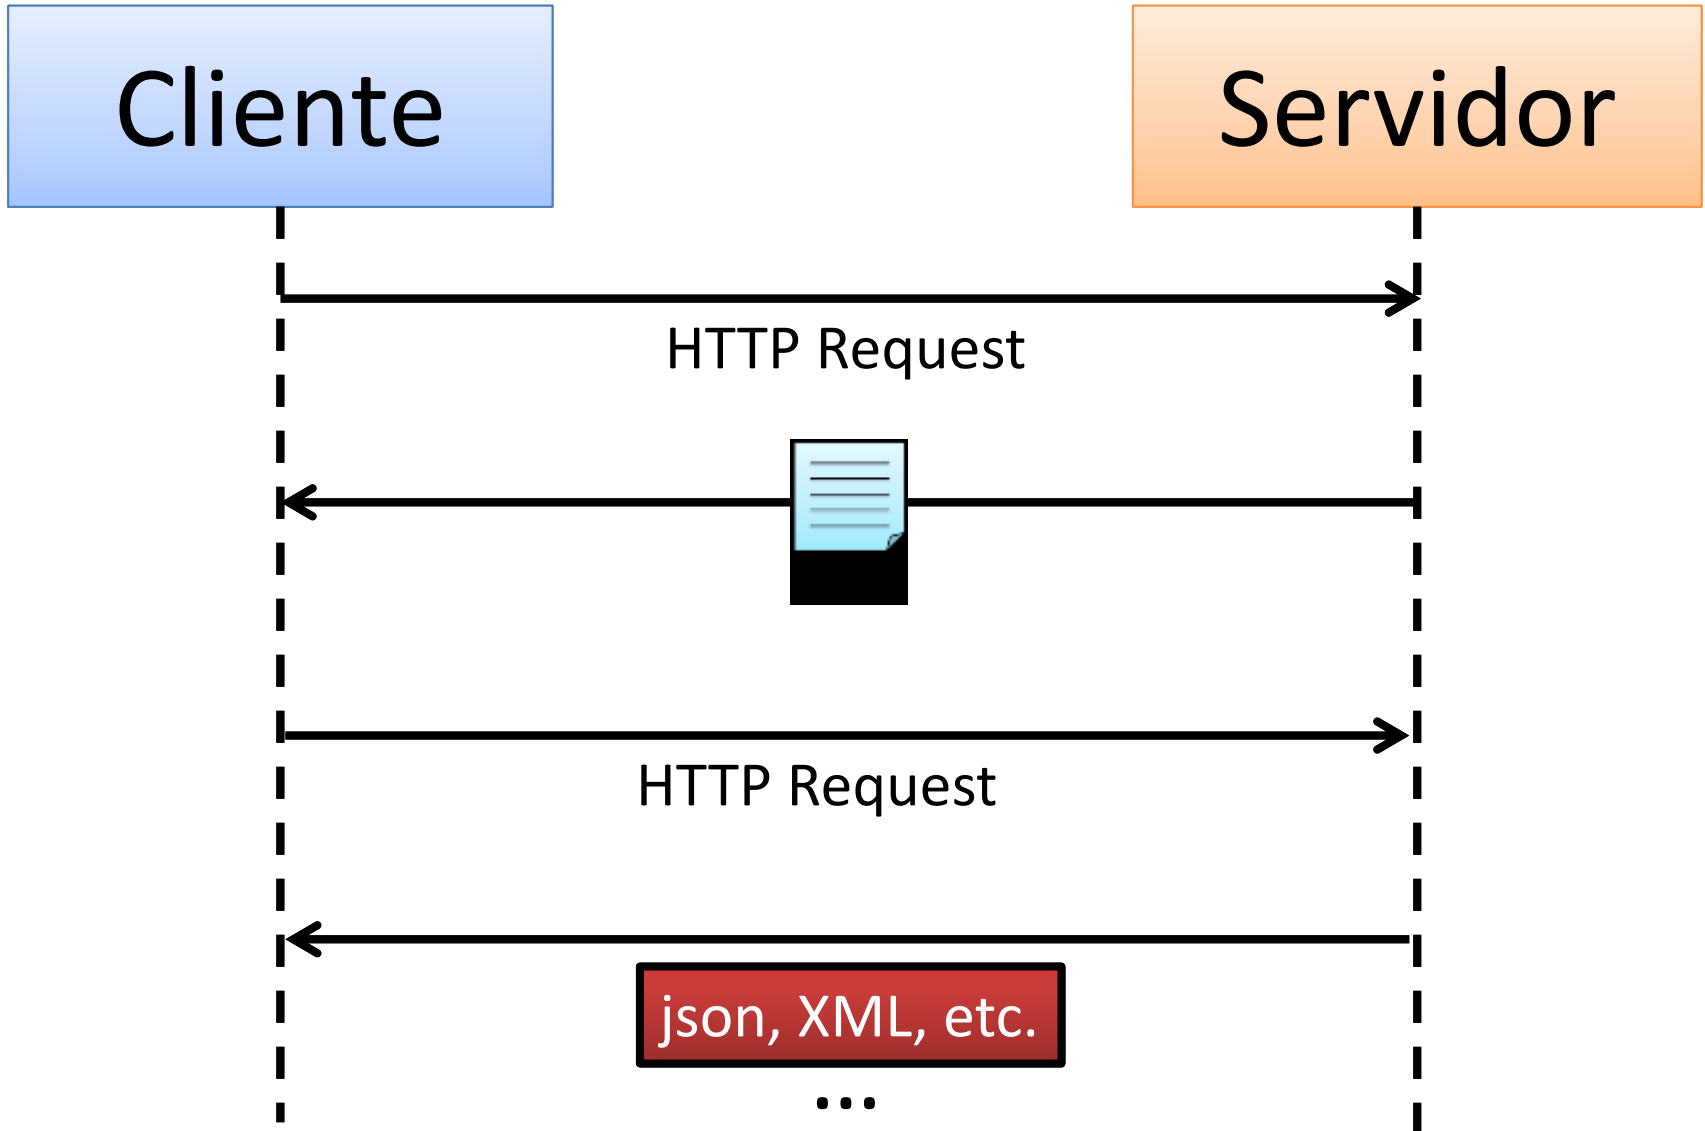 Cliente
Servidor
HTTP Request
HTTP Request
json, XML, etc.
...